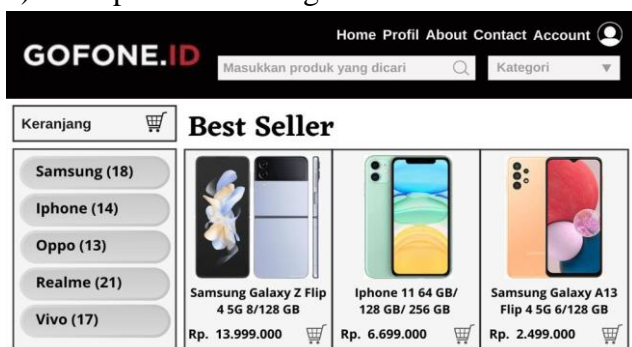 Home Profil About Contact Account
GOFONE.ID
Masukkan produk yang dicari
Kategori
Keranjang
Best Seller
Samsung (18)
Iphone (14)
Oppo (13)
Realme (21)
Vivo (17)
Samsung Galaxy Z Flip
4 5G 8/128 GB
Rp. 13.999.000
Iphone 11 64 GB/
128 GB/ 256 GB
Rp. 6.699.000
Samsung Galaxy A13
Flip 4 5G 6/128 GB
Rp. 2.499.000